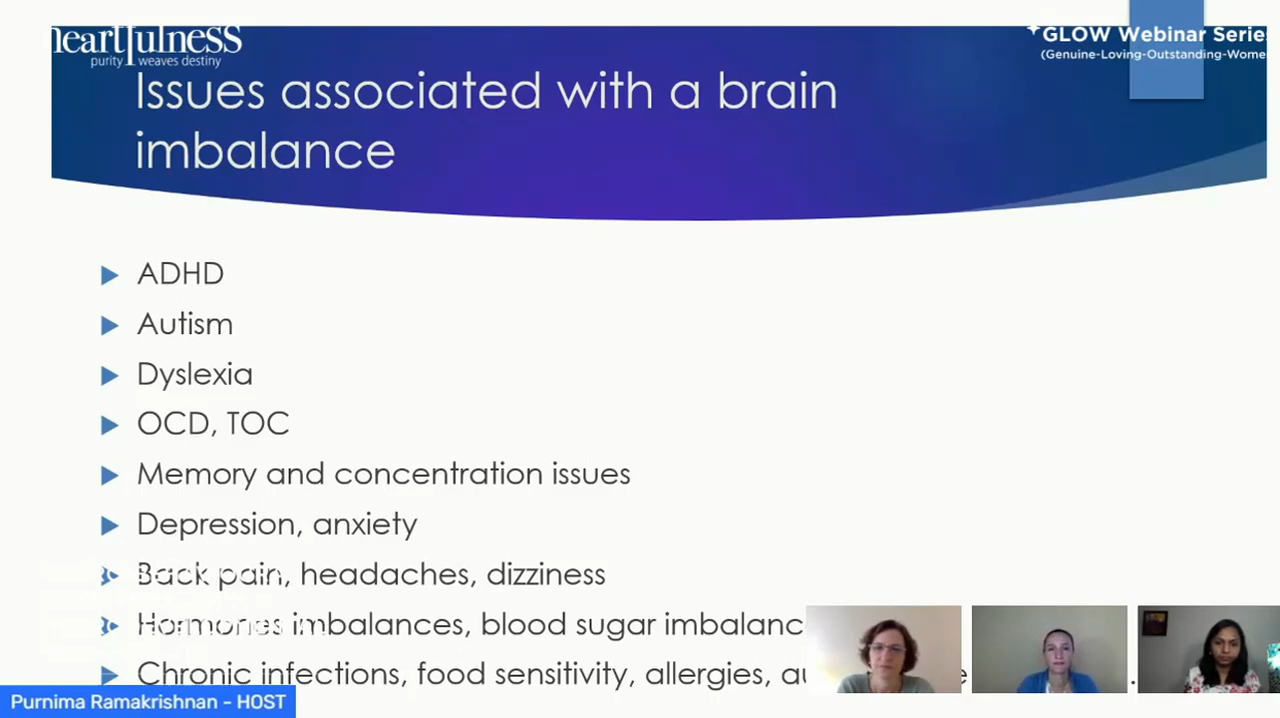 heartfulness
purity weaves destiny
GLOW Webinar Series
(Genuine-Loving-Outstanding-Wome
Issues associated with a brain
imbalance
ADHD
Autism
Dyslexia
OCD, TOC
Memory and concentration issues
Depression, anxiety
Back pain, headaches, dizziness
Hormones imbalances, blood sugar imbalanc
Chronic infections, food sensitivity, allergies,
Purnima Ramakrishnan - HOST